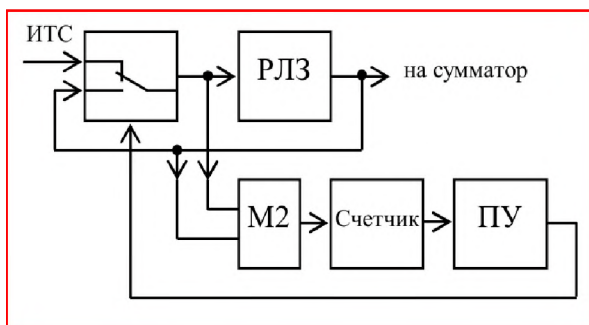 ИТС
РЛЗ
на сумматор
М2
Счетчик
ПУ